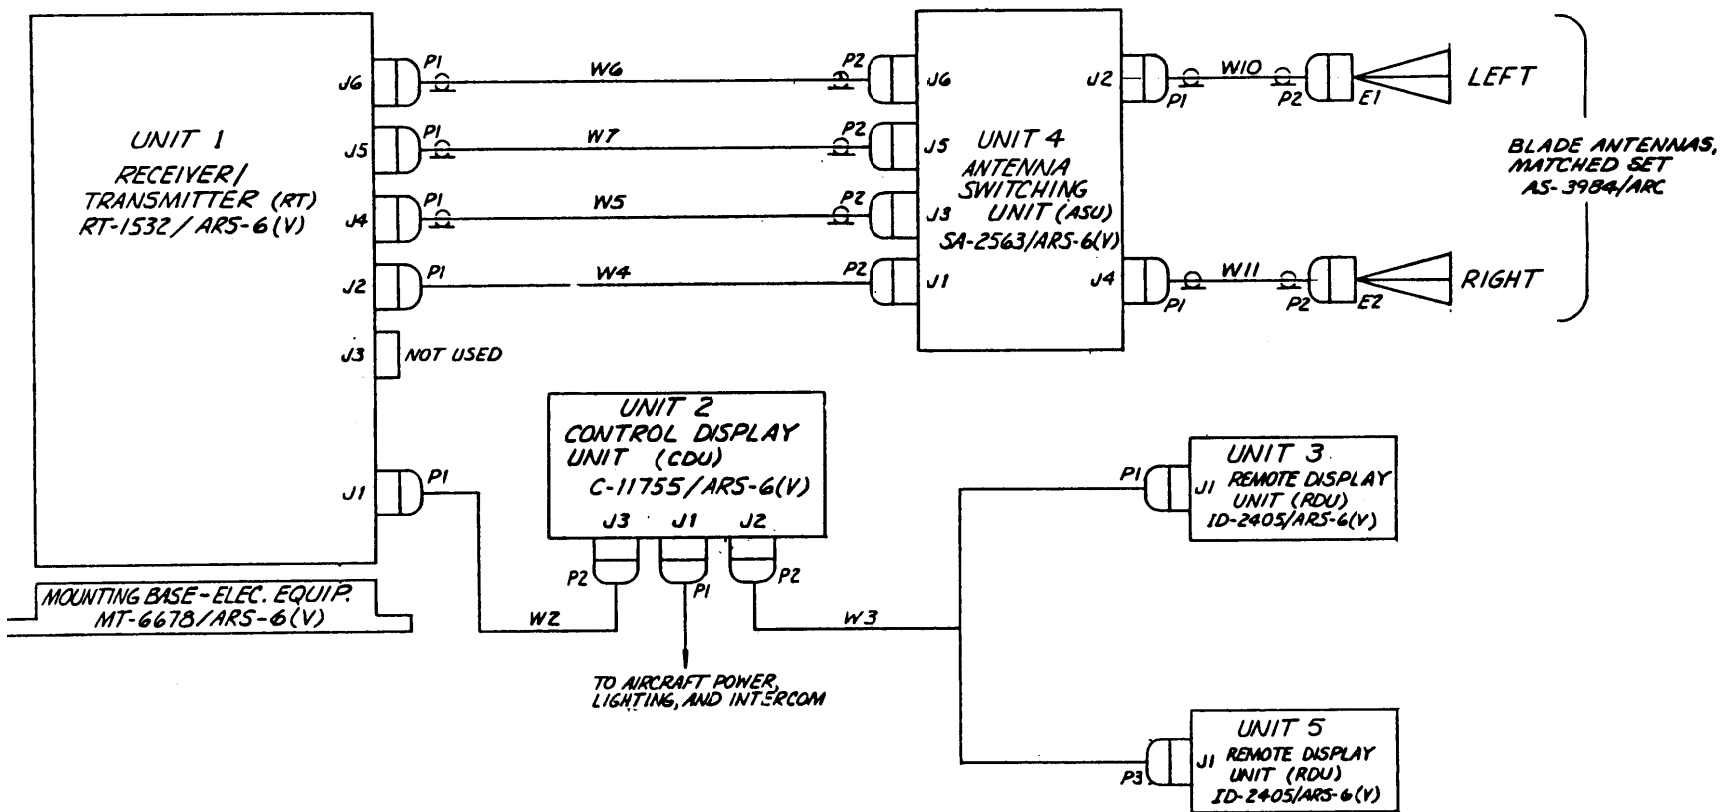 UNIT 1
RECEIVER/
TRANSMITTER (RT)
RT-1532/ARS-6(V)
J6
P1
W6
P2
J6
J5
P1
W7
P2
J5
J4
P1
W5
P2
J3
J2
P1
W4
P2
J1
J3
NOT USED
J1
P1
MOUNTING BASE-ELEC. EQUIP.
MT-6678/ARS-6(V)
UNIT 4
ANTENNA
SWITCHING
UNIT (ASU)
SA-2563/ARS-6(V)
J2
P1
W10
P2
E1
LEFT
J4
P1
W11
P2
E2
RIGHT
BLADE ANTENNAS,
MATCHED SET
AS-3984/ARC
UNIT 2
CONTROL DISPLAY
UNIT (CDU)
C-11755/ARS-6(V)
J3 J1 J2
P2
P1
P2
W2
W3
TO AIRCRAFT POWER,
LIGHTING, AND INTERCOM
P1
J1
UNIT 3
REMOTE DISPLAY
UNIT (RDU)
ID-2405/ARS-6(V)
P3
J1
UNIT 5
REMOTE DISPLAY
UNIT (RDU)
ID-2405/ARS-6(V)